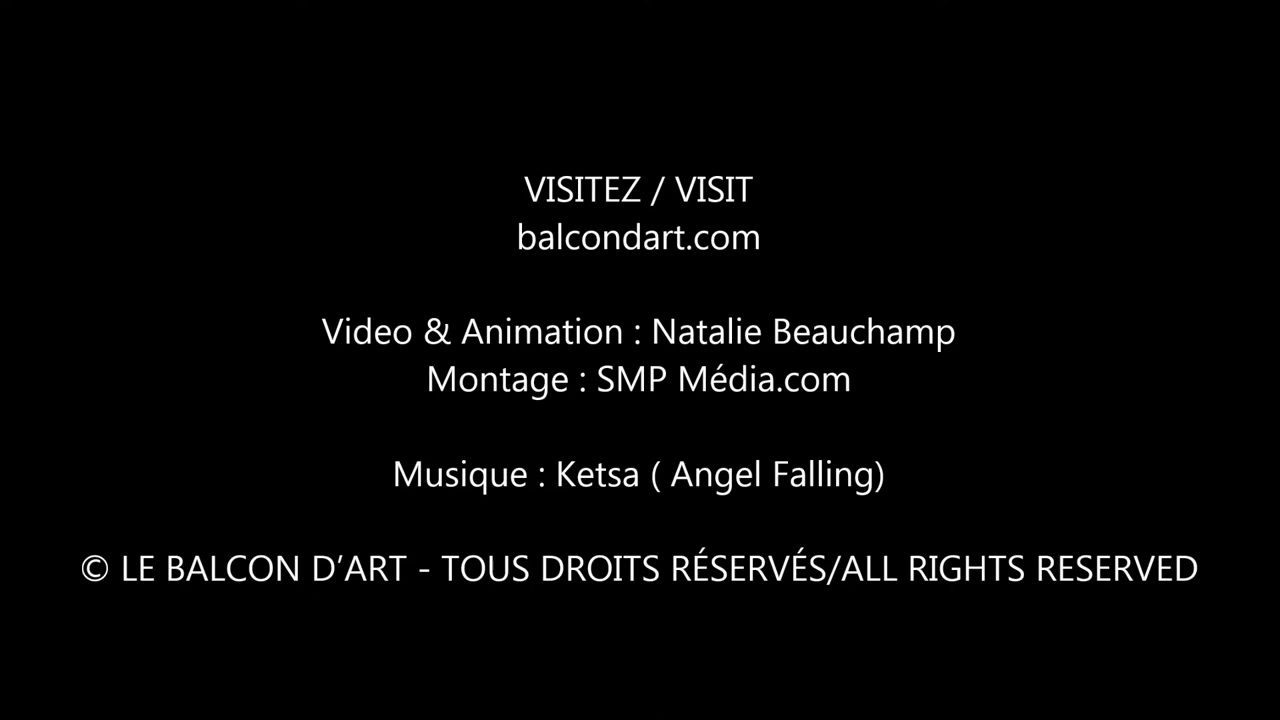 VISITEZ / VISIT
balcondart.com
Video & Animation : Natalie Beauchamp
Montage : SMP Média.com
Musique : Ketsa ( Angel Falling)
© LE BALCON D’ART - TOUS DROITS RÉSERVÉS/ALL RIGHTS RESERVED